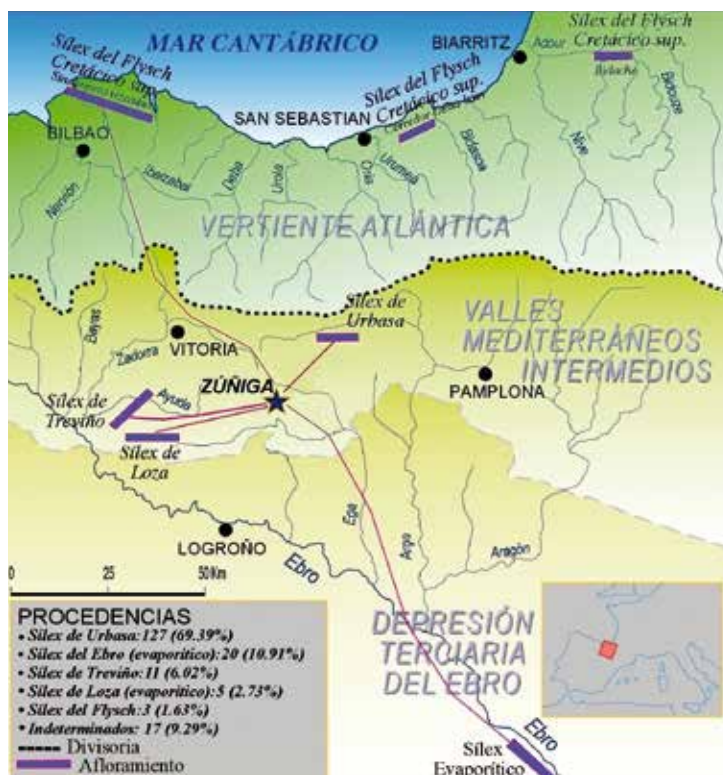 Sílex del Flysch
Cretácico sup.
MAR CANTÁBRICO
BIARRITZ
Adour
Sílex del Flysch
Cretácico sup.
Bidache
Bidouze
Nive
SAN SEBASTIAN
Sílex del Flysch
Cretácico sup.
BILBAO
Nervión
Ibaizabal
Deba
Urola
Oria
Urumea
Bidasoa
VERTIENTE ATLÁNTICA
Sílex de
Urbasa
VALLES
MEDITERRÁNEOS
INTERMEDIOS
Bayas
Zadorra
VITORIA
ZÚÑIGA
PAMPLONA
Sílex de
Treviño
Ayuda
Sílex de
Loza
LOGROÑO
Ebro
Ega
Arga
Aragón
0
25
50 Km
DEPRESIÓN
TERCIARIA
DEL EBRO
Ebro
Sílex
Evaporítico
PROCEDENCIAS
• Sílex de Urbasa: 127 (69.39%)
• Sílex del Ebro (evaporítico): 20 (10.91%)
• Sílex de Treviño: 11 (6.02%)
• Sílex de Loza (evaporítico): 5 (2.73%)
• Sílex del Flysch: 3 (1.63%)
• Indeterminados: 17 (9.29%)
Divisoria
Afloramiento